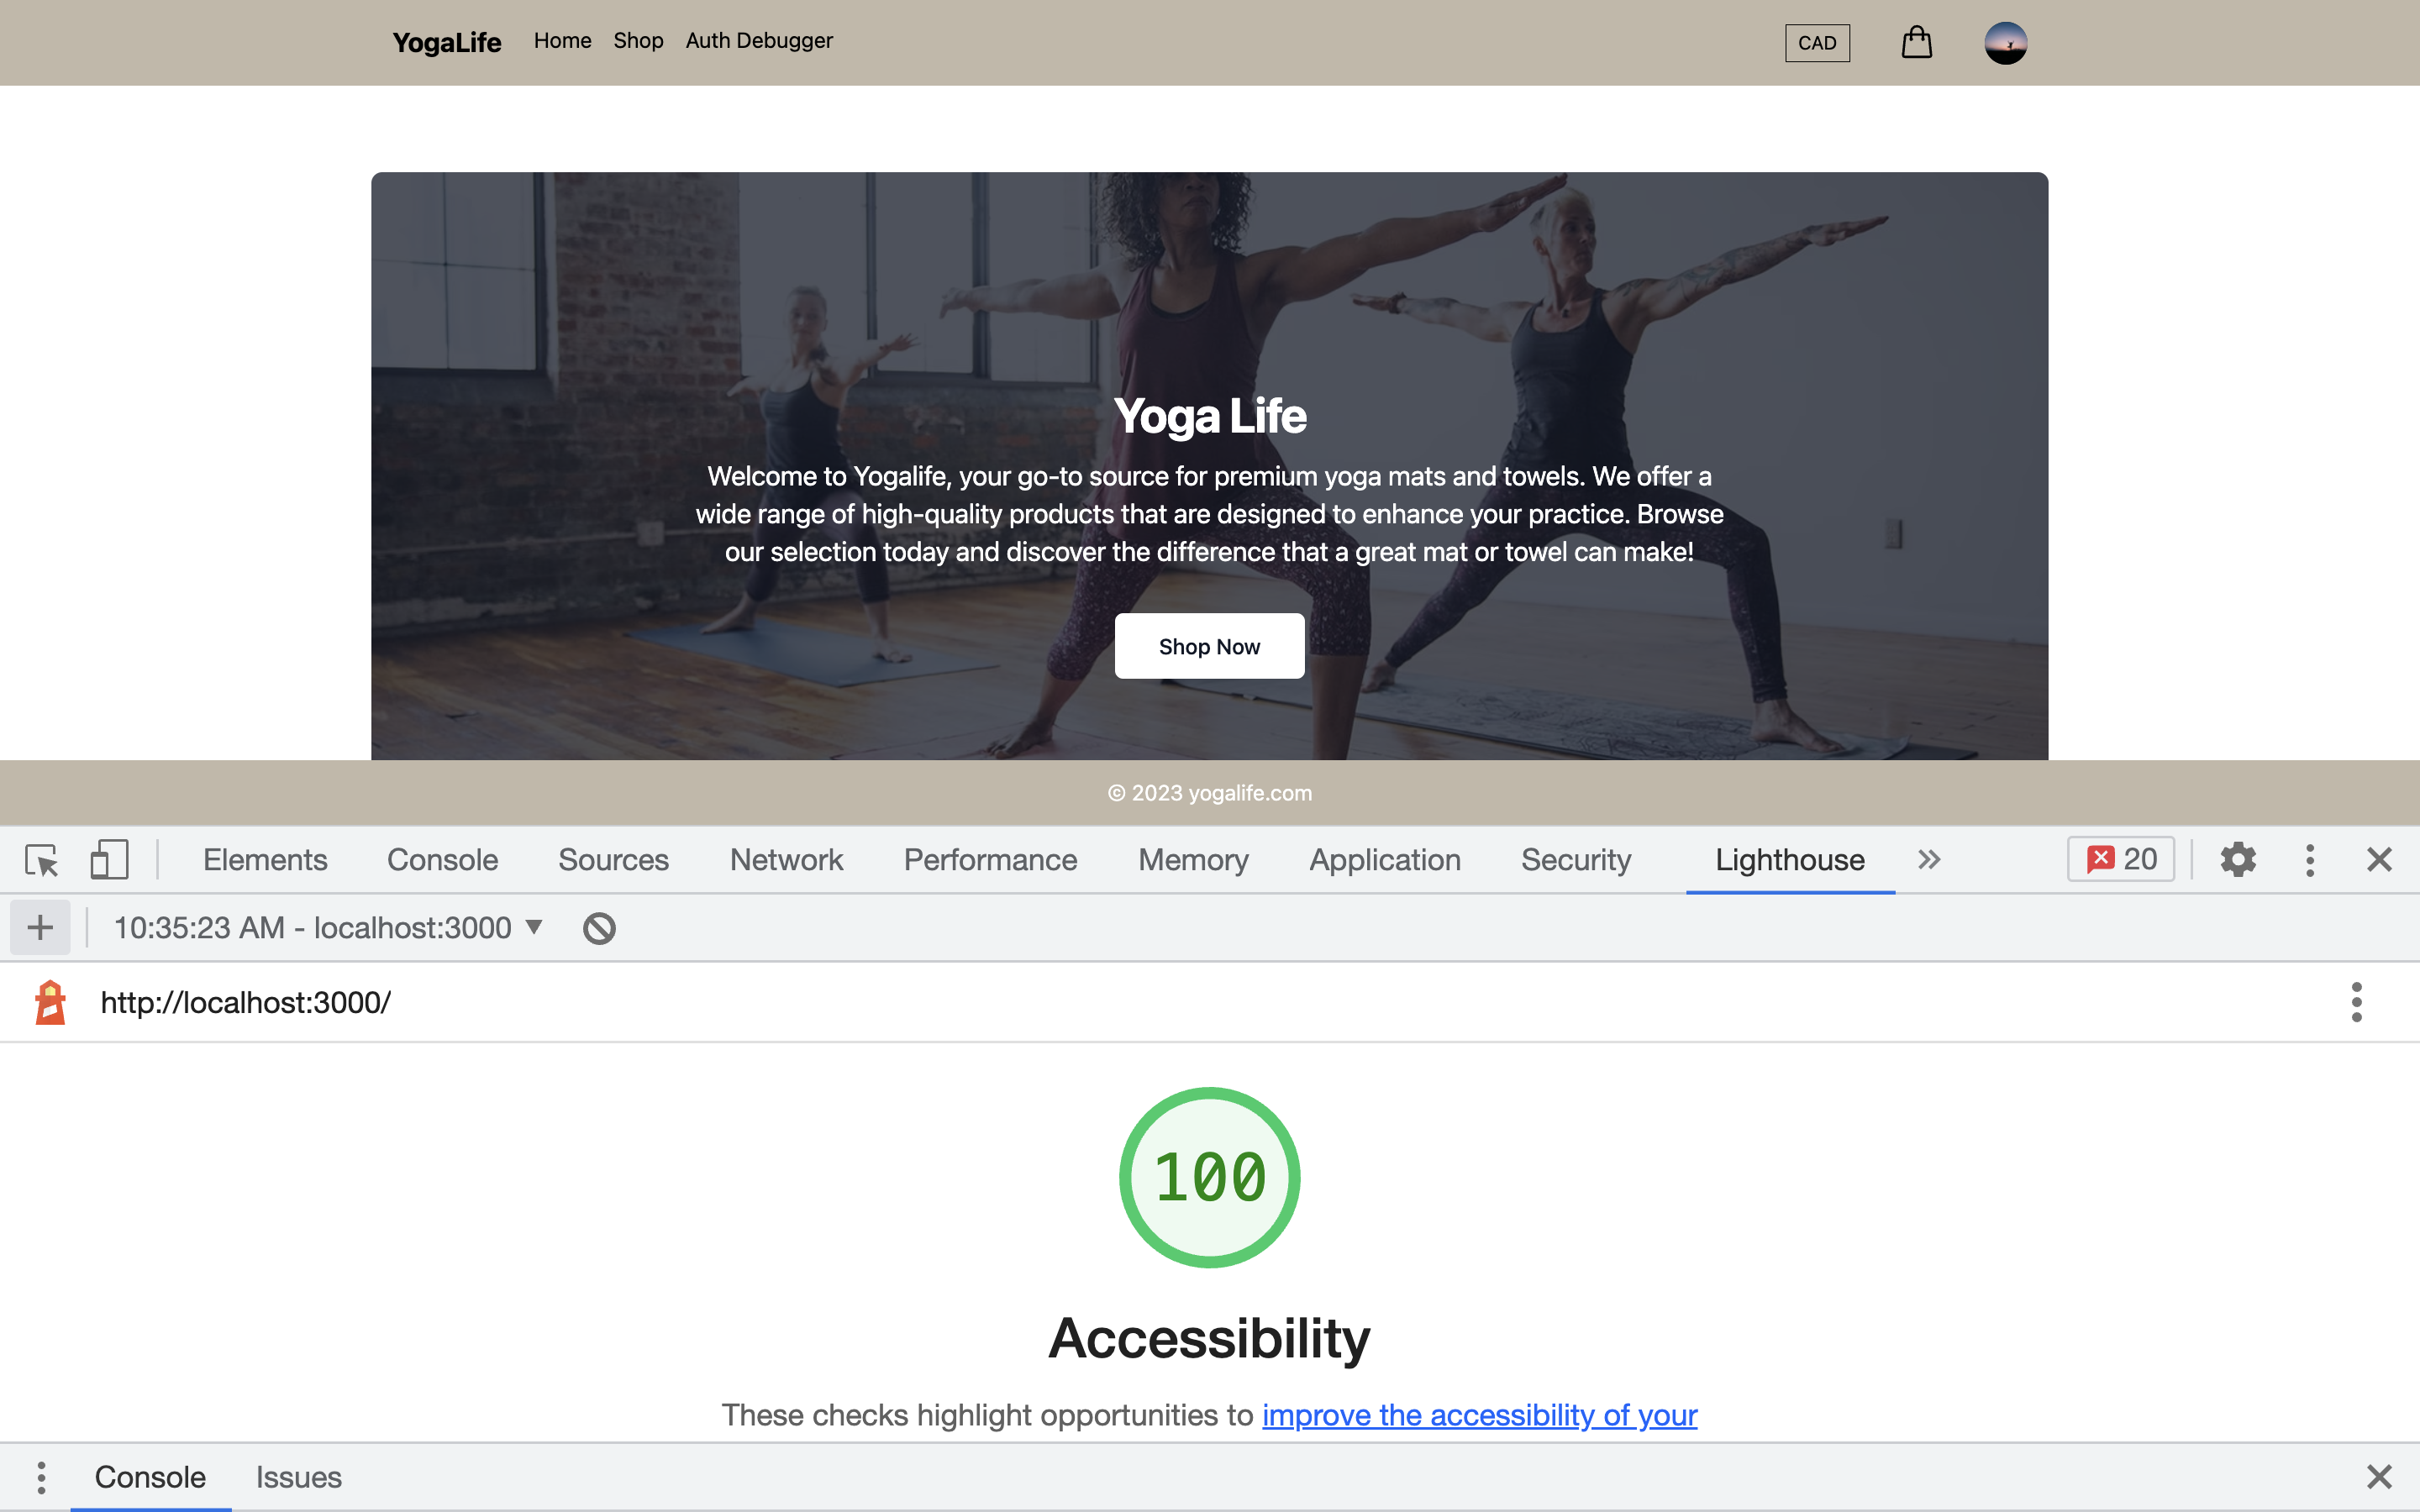 YogaLife Home Shop Auth Debugger CAD
Yoga Life
Welcome to Yogalife, your go-to source for premium yoga mats and towels. We offer a
wide range of high-quality products that are designed to enhance your practice. Browse
our selection today and discover the difference that a great mat or towel can make!
Shop Now
© 2023 yogalife.com
Elements Console Sources Network Performance Memory Application Security Lighthouse 20
10:35:23 AM - localhost:3000
http://localhost:3000/
100
Accessibility
These checks highlight opportunities to improve the accessibility of your
Console Issues